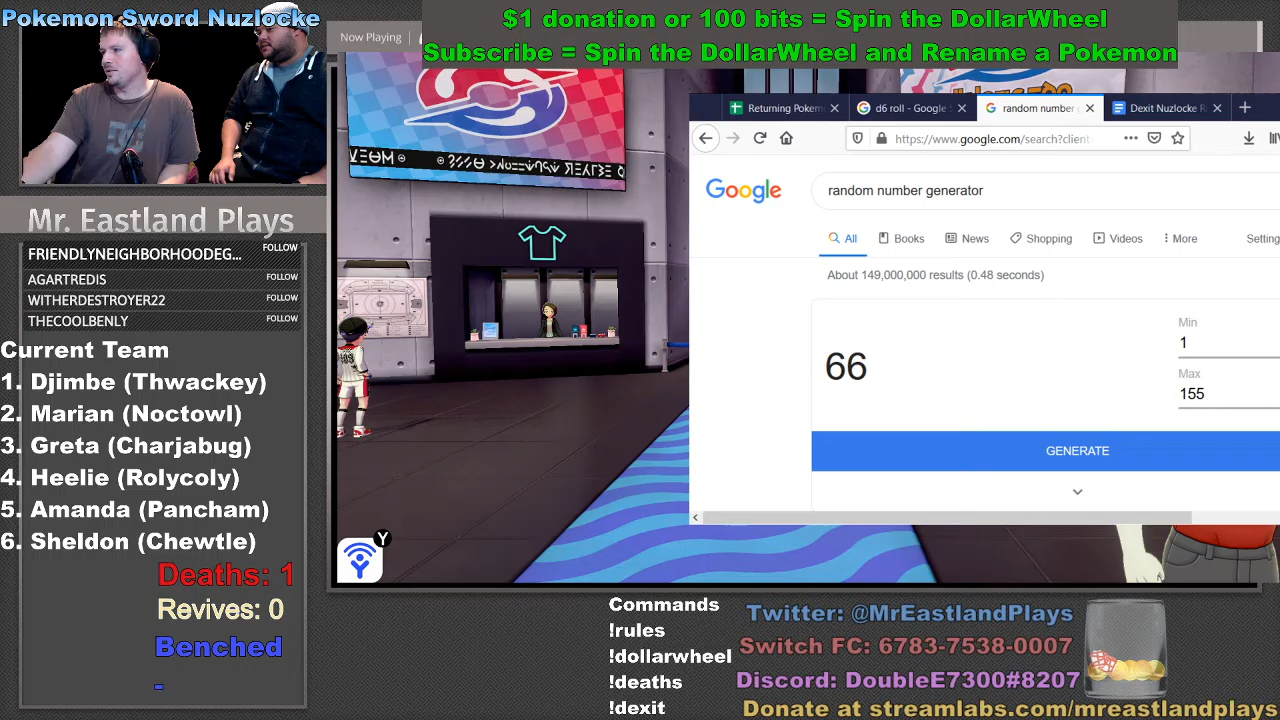 Pokemon Sword Nuzlocke
$1 donation or 100 bits = Spin the DollarWheel
Now Playing
Subscribe = Spin the DollarWheel and Rename a Pokemon
Returning Pokem
d6 roll - Google
random number
Dexit Nuzlocke R
https://www.google.com/search?client
Google
random number generator
All
Books
News
Shopping
Videos
More
Setting
About 149,000,000 results (0.48 seconds)
Min
1
66
Max
155
GENERATE
Mr. Eastland Plays
FRIENDLYNEIGHBORHOODEG... FOLLOW
AGARTREDIS FOLLOW
WITHERDESTROYER22 FOLLOW
THECOOLBENLY FOLLOW
Current Team
1. Djimbe (Thwackey)
2. Marian (Noctowl)
3. Greta (Charjabug)
4. Heelie (Rolycoly)
5. Amanda (Pancham)
6. Sheldon (Chewtle)
Deaths: 1
Revives: 0
Benched
-
Y
Commands
!rules
!dollarwheel
!deaths
!dexit
Twitter: @MrEastlandPlays
Switch FC: 6783-7538-0007
Discord: DoubleE7300#8207
Donate at streamlabs.com/mreastlandplays